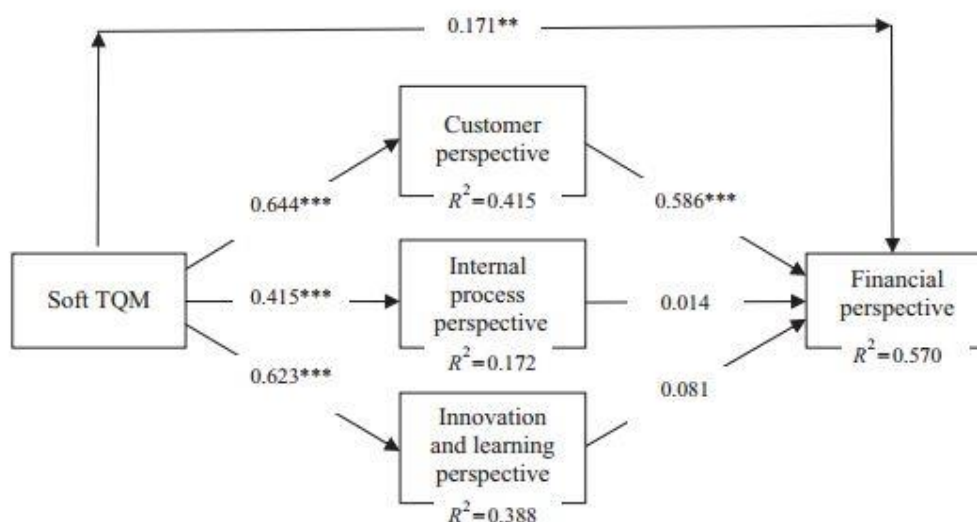 0.171**
Customer
perspective
R²=0.415
0.644***
0.586***
Soft TQM
0.415***
Internal
process
perspective
R²=0.172
0.014
Financial
perspective
R²=0.570
0.623***
0.081
Innovation
and learning
perspective
R²=0.388